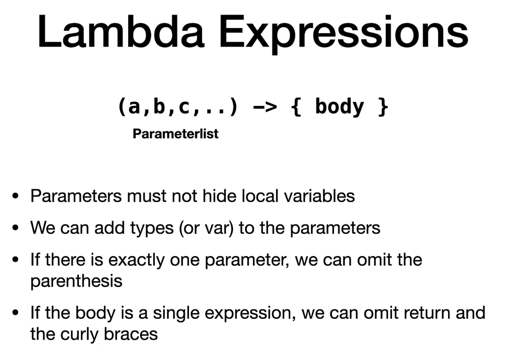 Lambda Expressions
(a,b,c,..) -> { body }
Parameterlist
• Parameters must not hide local variables
• We can add types (or var) to the parameters
• If there is exactly one parameter, we can omit the
parenthesis
• If the body is a single expression, we can omit return and
the curly braces